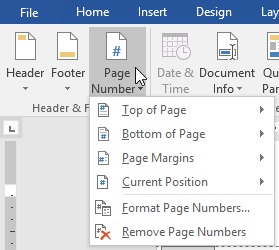 File Home Insert Design La
Header Footer Page Number Date & Time Document Info Qu Par
Header & F
Top of Page
Bottom of Page
Page Margins
Current Position
Format Page Numbers...
Remove Page Numbers